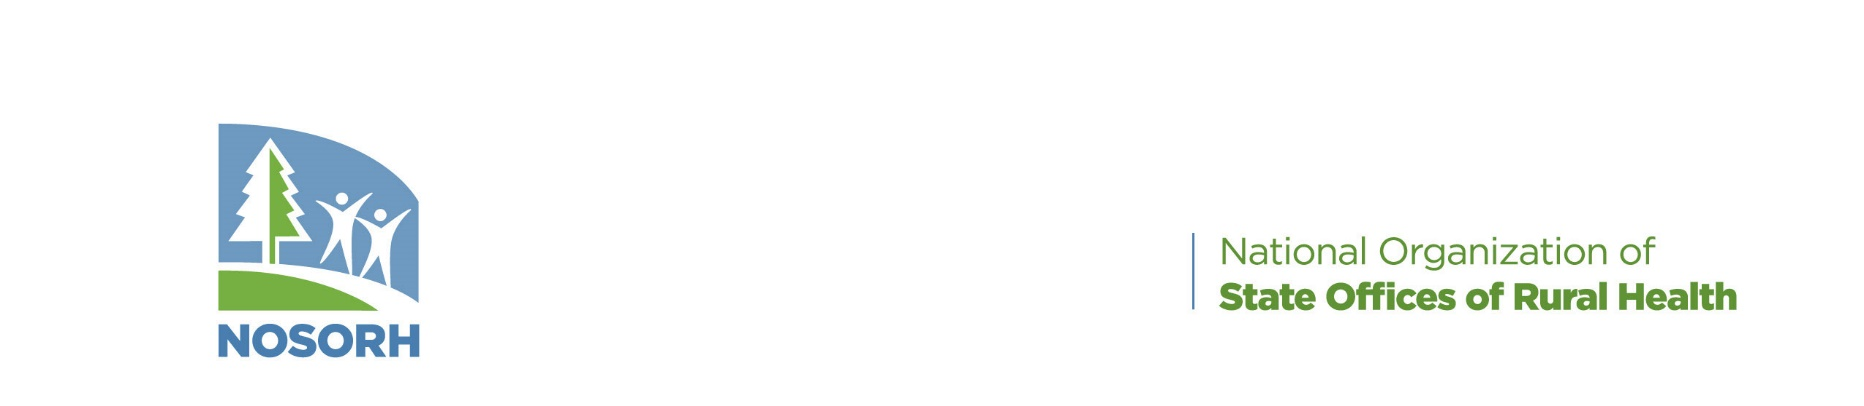 NOSORH
National Organization of
State Offices of Rural Health